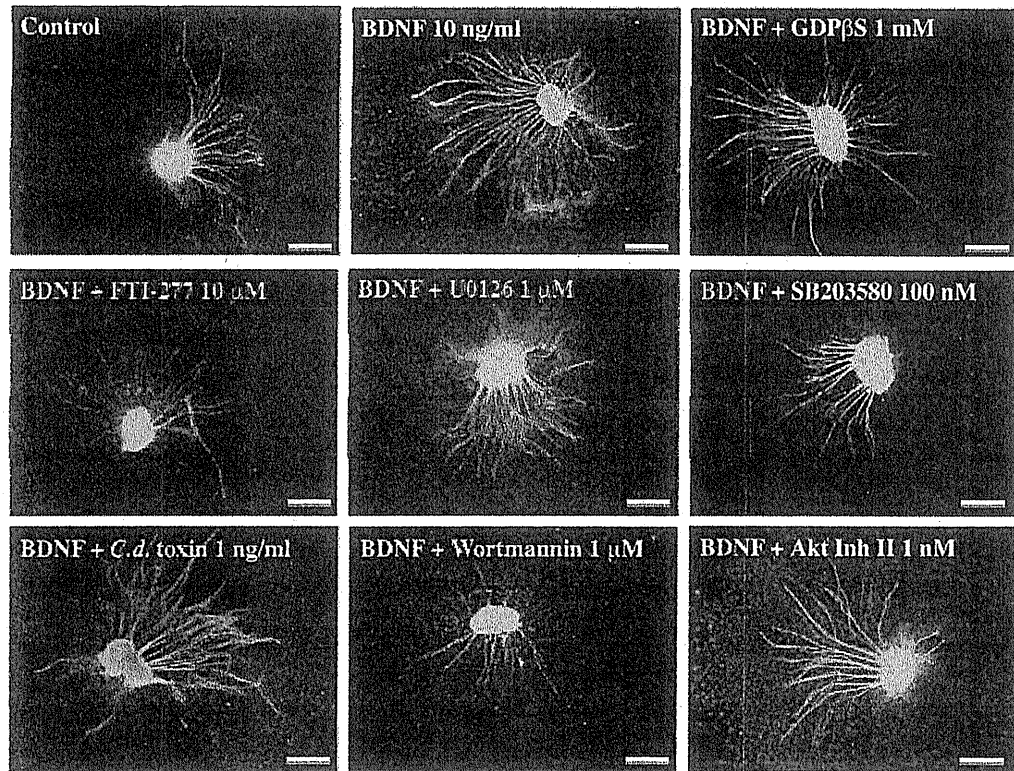 Control
BDNF 10 ng/ml
BDNF + GDPβS 1 mM
BDNF + FTI-277 10 μM
BDNF + U0126 1 μM
BDNF + SB203580 100 nM
BDNF + C.d. toxin 1 ng/ml
BDNF + Wortmannin 1 μM
BDNF + Akt Inh II 1 nM